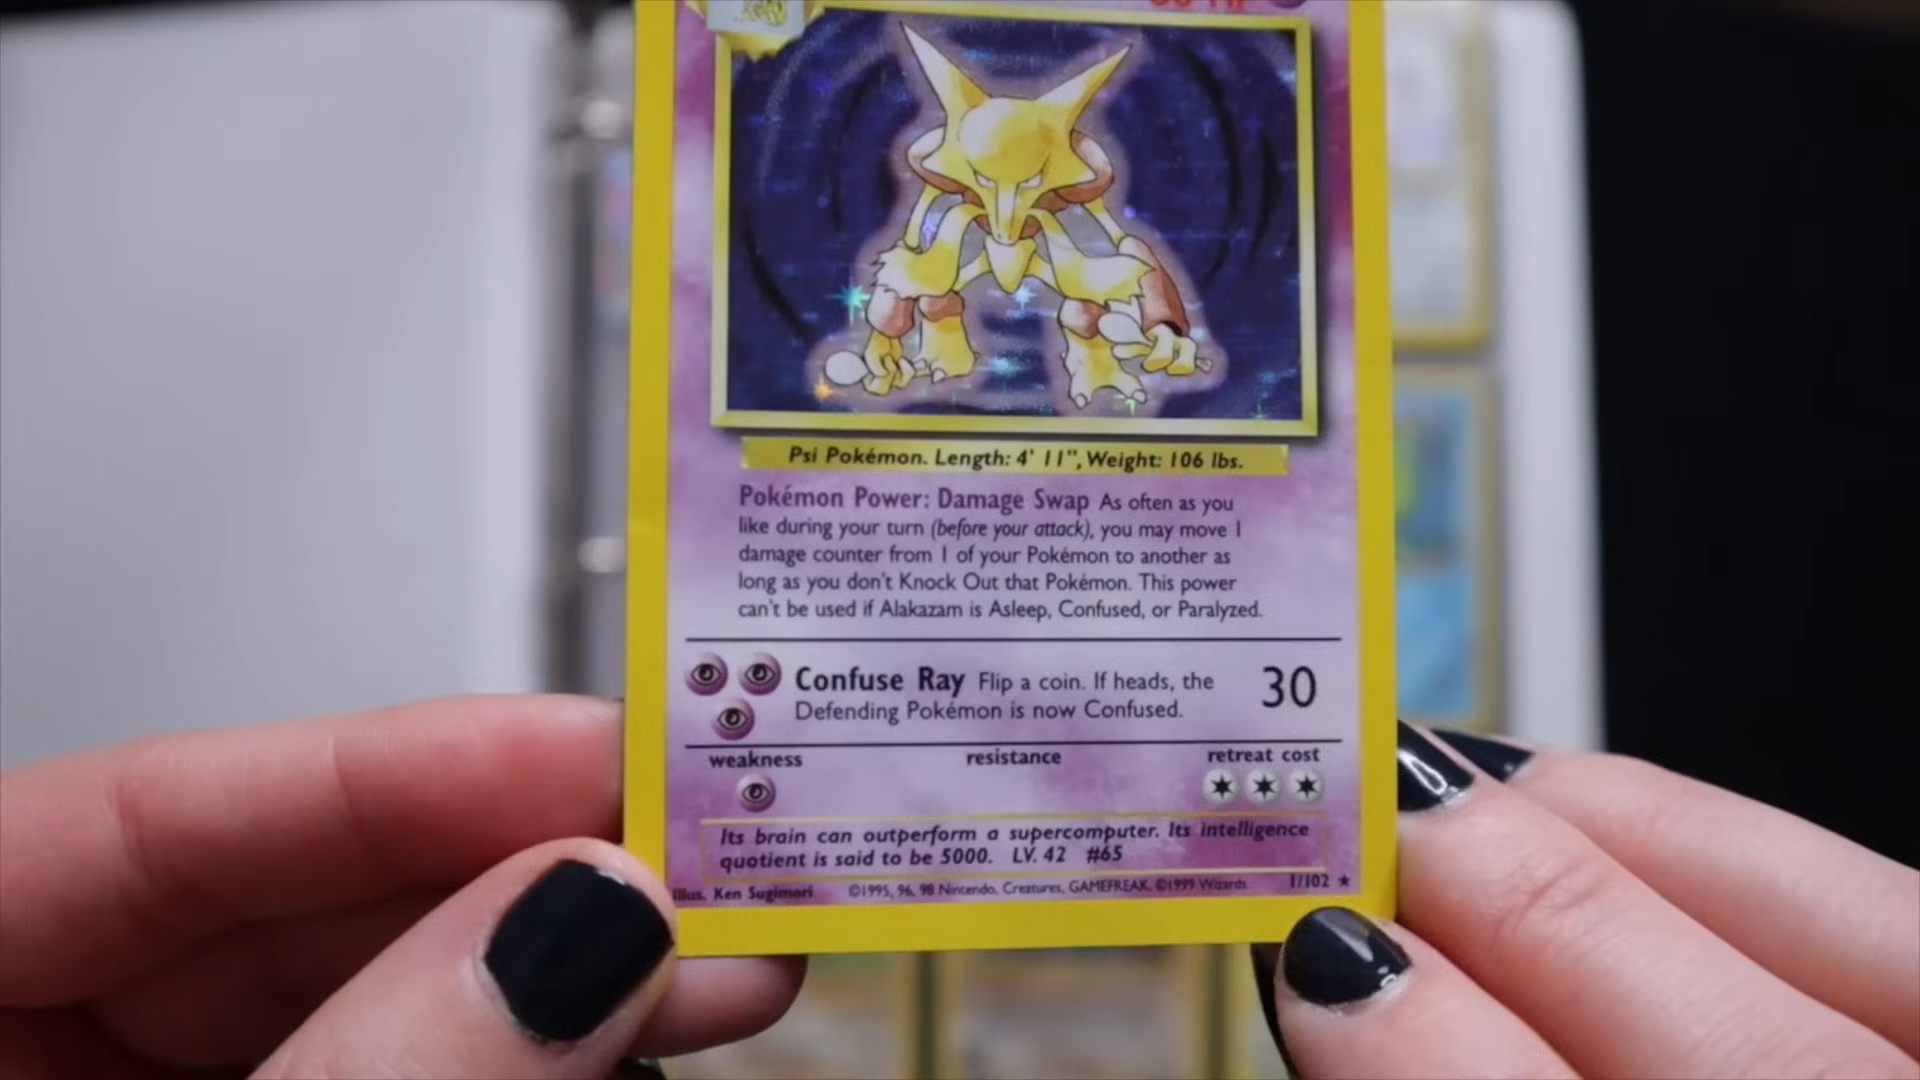 Psi Pokémon. Length: 4' 11", Weight: 106 lbs.
Pokémon Power: Damage Swap As often as you
like during your turn (before your attack), you may move 1
damage counter from 1 of your Pokémon to another as
long as you don't Knock Out that Pokémon. This power
can't be used if Alakazam is Asleep, Confused, or Paralyzed.
Confuse Ray Flip a coin. If heads, the
Defending Pokémon is now Confused.
30
weakness resistance retreat cost
Its brain can outperform a supercomputer. Its intelligence
quotient is said to be 5000. LV. 42 #65
Illus. Ken Sugimori ©1995, 96, 98 Nintendo, Creatures, GAMEFREAK. ©1999 Wizards. 1/102